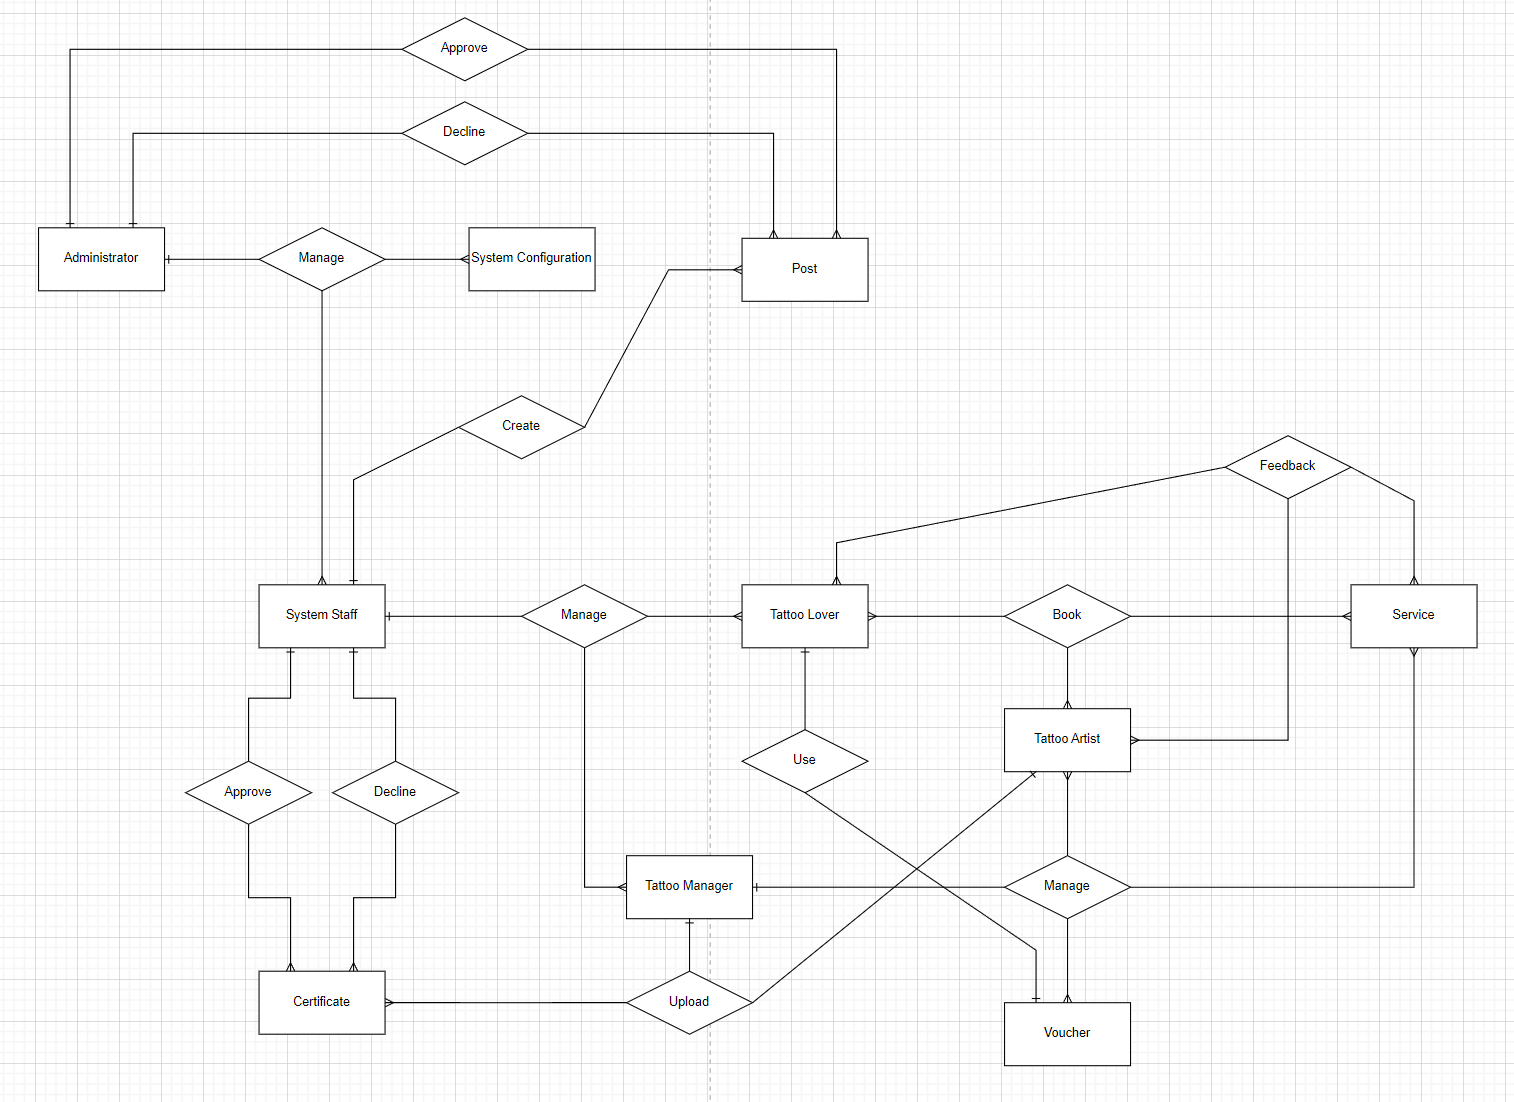 Approve
Decline
Administrator
Manage
System Configuration
Post
Create
Feedback
System Staff
Manage
Tattoo Lover
Book
Service
Tattoo Artist
Use
Approve
Decline
Tattoo Manager
Manage
Certificate
Upload
Voucher